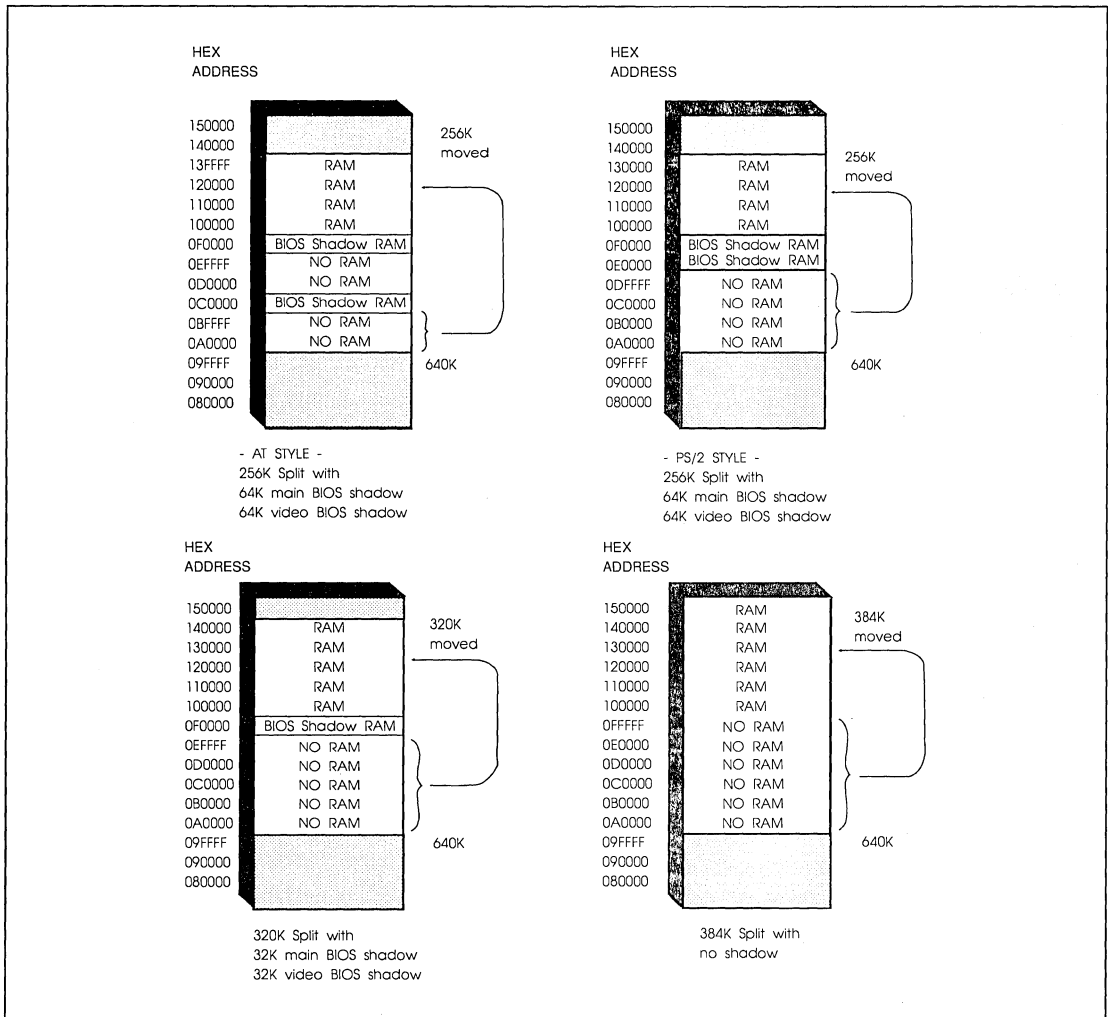 HEX
ADDRESS
150000
140000
13FFFF RAM
120000 RAM
110000 RAM
100000 RAM
0F0000 BIOS Shadow RAM
0EFFFF NO RAM
0D0000 NO RAM
0C0000 BIOS Shadow RAM
0BFFFF NO RAM
0A0000 NO RAM
09FFFF
090000
080000
256K
moved
640K
- AT STYLE -
256K Split with
64K main BIOS shadow
64K video BIOS shadow
HEX
ADDRESS
150000
140000
130000 RAM
120000 RAM
110000 RAM
100000 RAM
0F0000 BIOS Shadow RAM
0E0000 BIOS Shadow RAM
0DFFFF NO RAM
0C0000 NO RAM
0B0000 NO RAM
0A0000 NO RAM
09FFFF
090000
080000
256K
moved
640K
- PS/2 STYLE -
256K Split with
64K main BIOS shadow
64K video BIOS shadow
HEX
ADDRESS
150000
140000 RAM
130000 RAM
120000 RAM
110000 RAM
100000 RAM
0F0000 BIOS Shadow RAM
0EFFFF NO RAM
0D0000 NO RAM
0C0000 NO RAM
0B0000 NO RAM
0A0000 NO RAM
09FFFF
090000
080000
320K
moved
640K
320K Split with
32K main BIOS shadow
32K video BIOS shadow
HEX
ADDRESS
150000 RAM
140000 RAM
130000 RAM
120000 RAM
110000 RAM
100000 RAM
0FFFFF NO RAM
0E0000 NO RAM
0D0000 NO RAM
0C0000 NO RAM
0B0000 NO RAM
0A0000 NO RAM
09FFFF
090000
080000
384K
moved
640K
384K Split with
no shadow